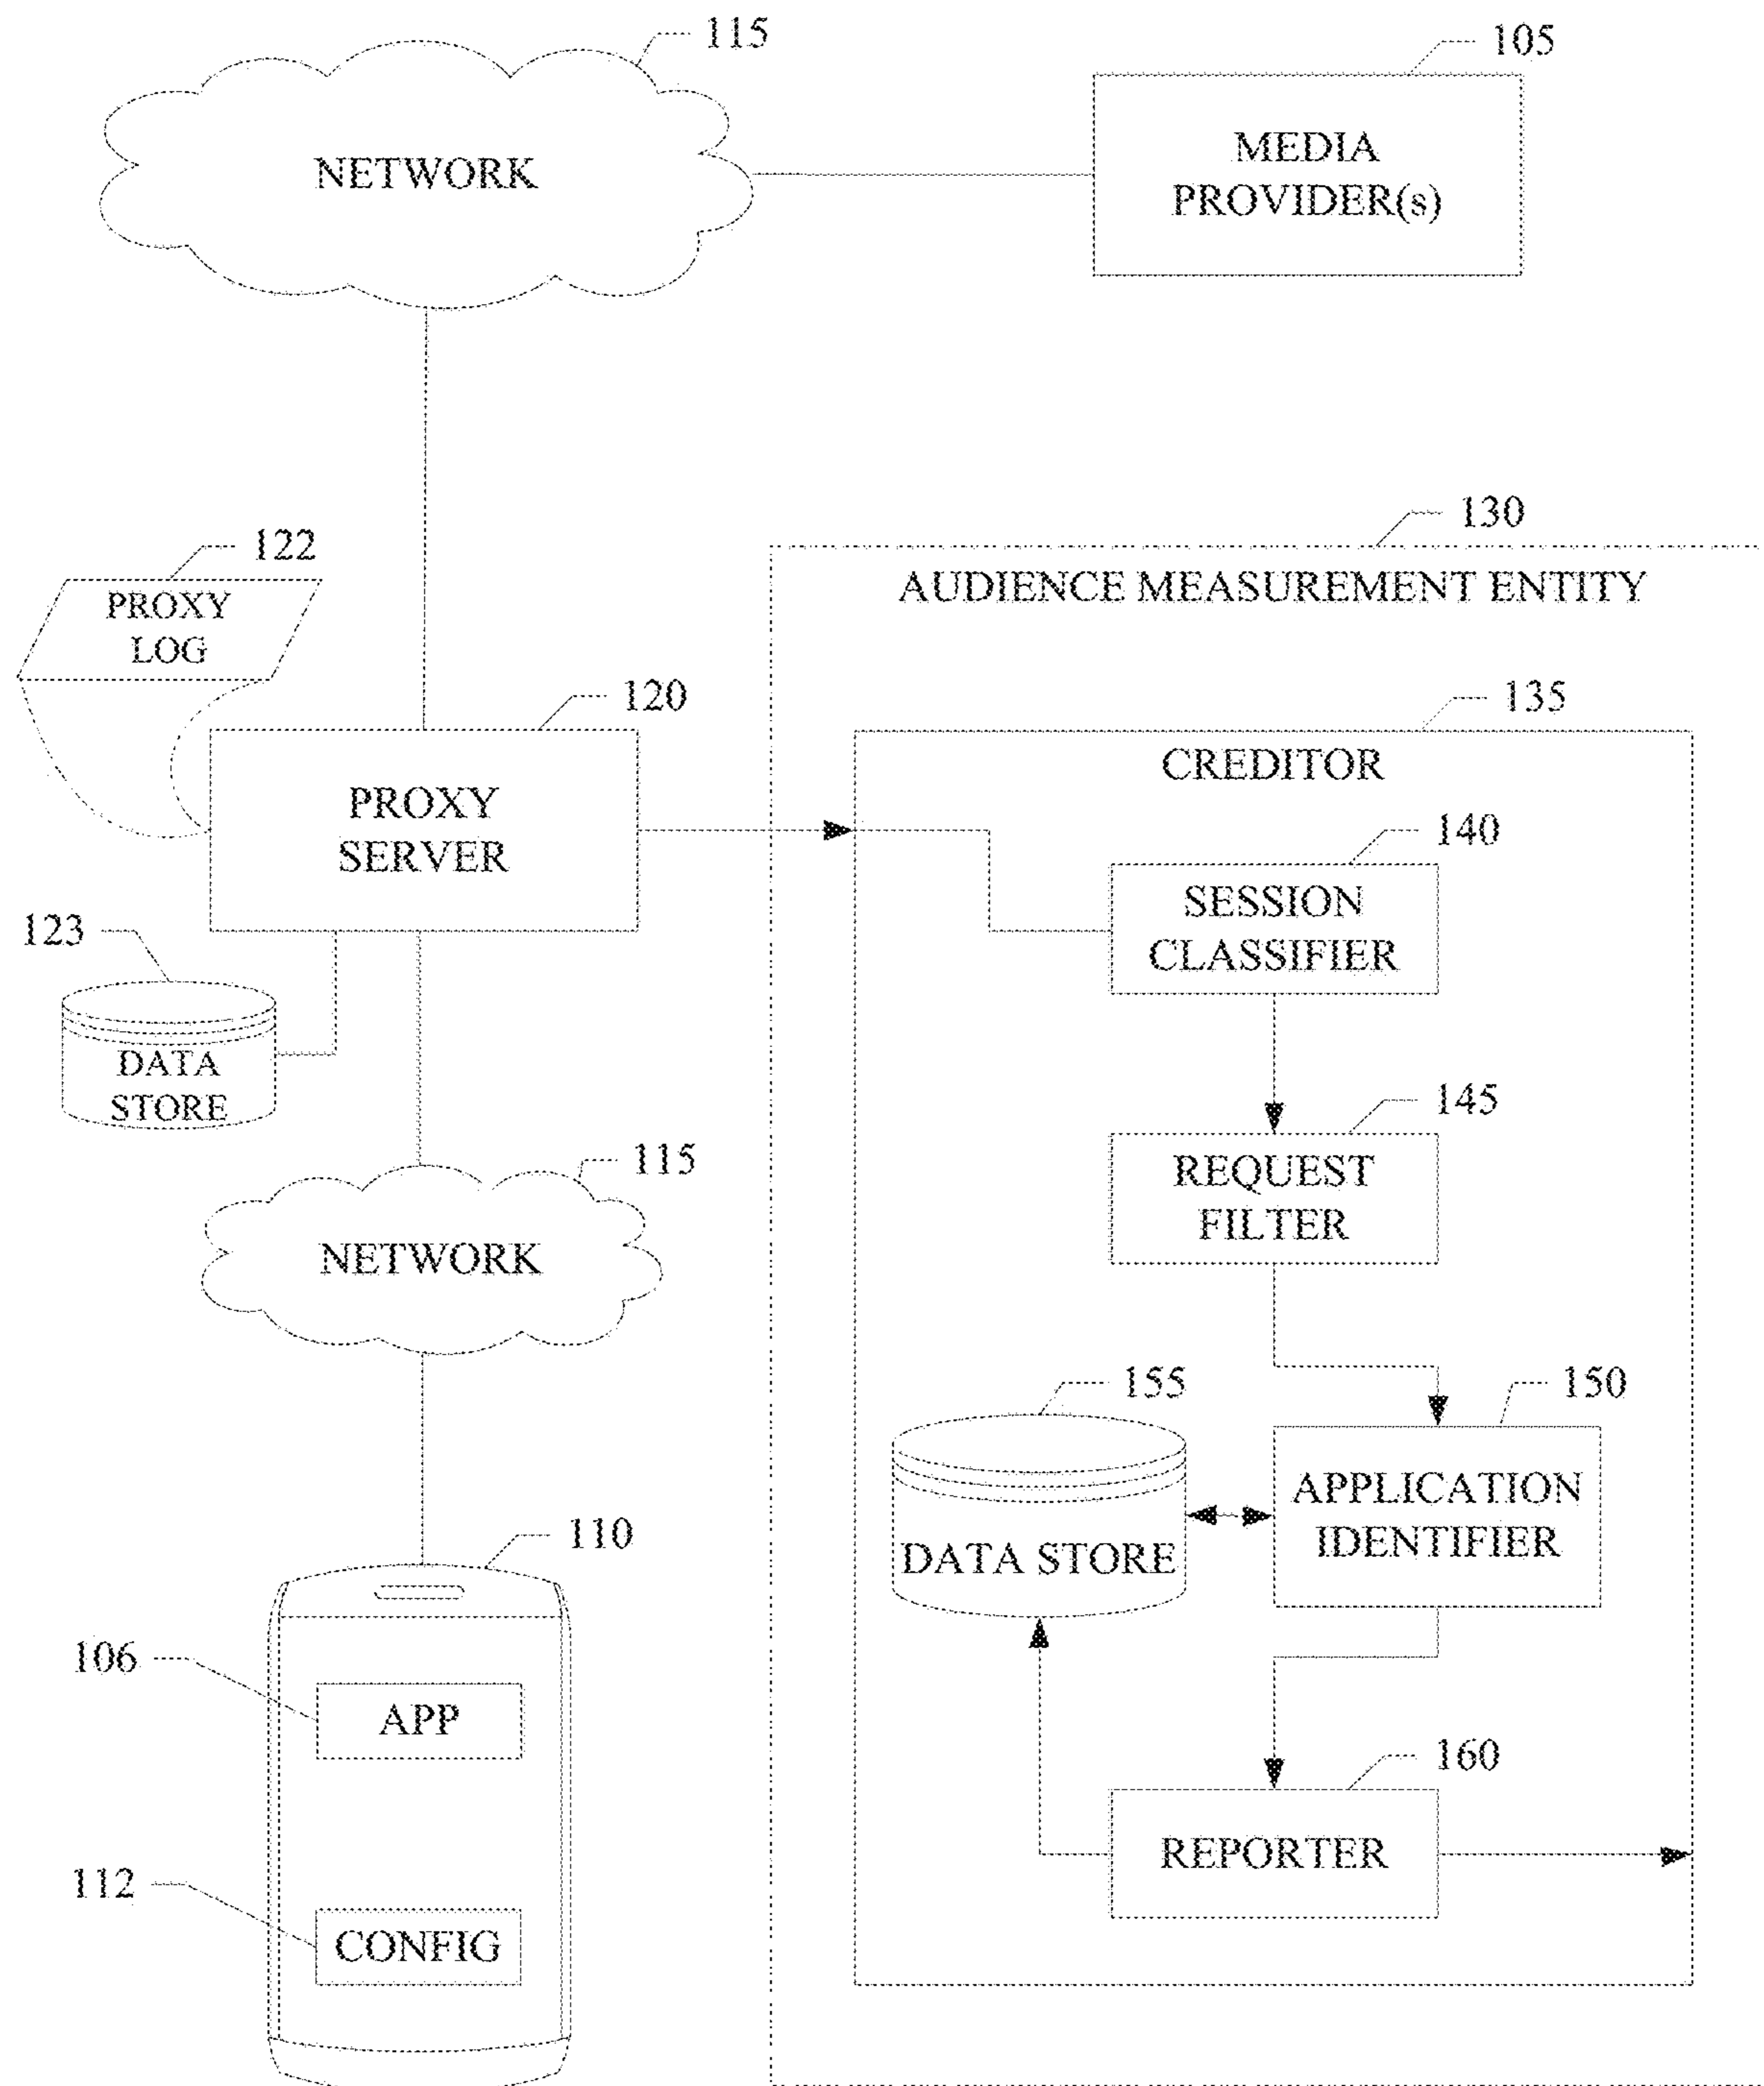 115
105
NETWORK
MEDIA
PROVIDER(s)
130
122
AUDIENCE MEASUREMENT ENTITY
PROXY
LOG
120
135
CREDITOR
PROXY
SERVER
140
SESSION
CLASSIFIER
123
DATA
STORE
145
115
REQUEST
FILTER
NETWORK
155
150
APPLICATION
IDENTIFIER
DATA STORE
110
106
APP
160
REPORTER
112
CONFIG